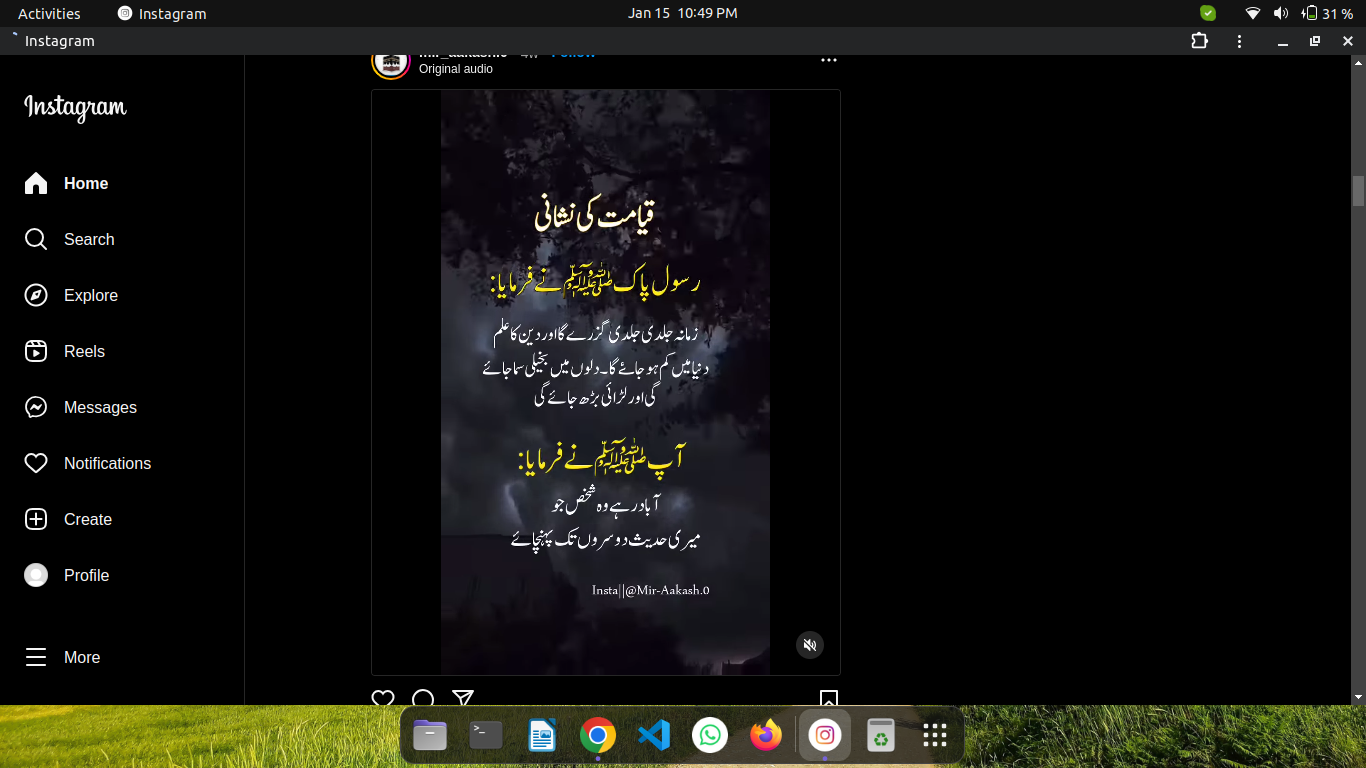 Activities
Instagram
Jan 15 10:49 PM
31 %
Instagram
Instagram
Home
Search
Explore
Reels
Messages
Notifications
Create
Profile
More
4w
Follow
Original audio
قیامت کی نشانی
رسول پاک ﷺ نے فرمایا:
زمانہ جلدی جلدی گزرے گا اور دین کا علم
دنیا میں کم ہو جائے گا۔ دلوں میں بخیلی سما جائے
گی اور لڑائی بڑھ جائے گی
آپ ﷺ نے فرمایا:
آباد رہے وہ شخص جو
میری حدیث دوسروں تک پہنچائے
Insta||@Mir-Aakash.0